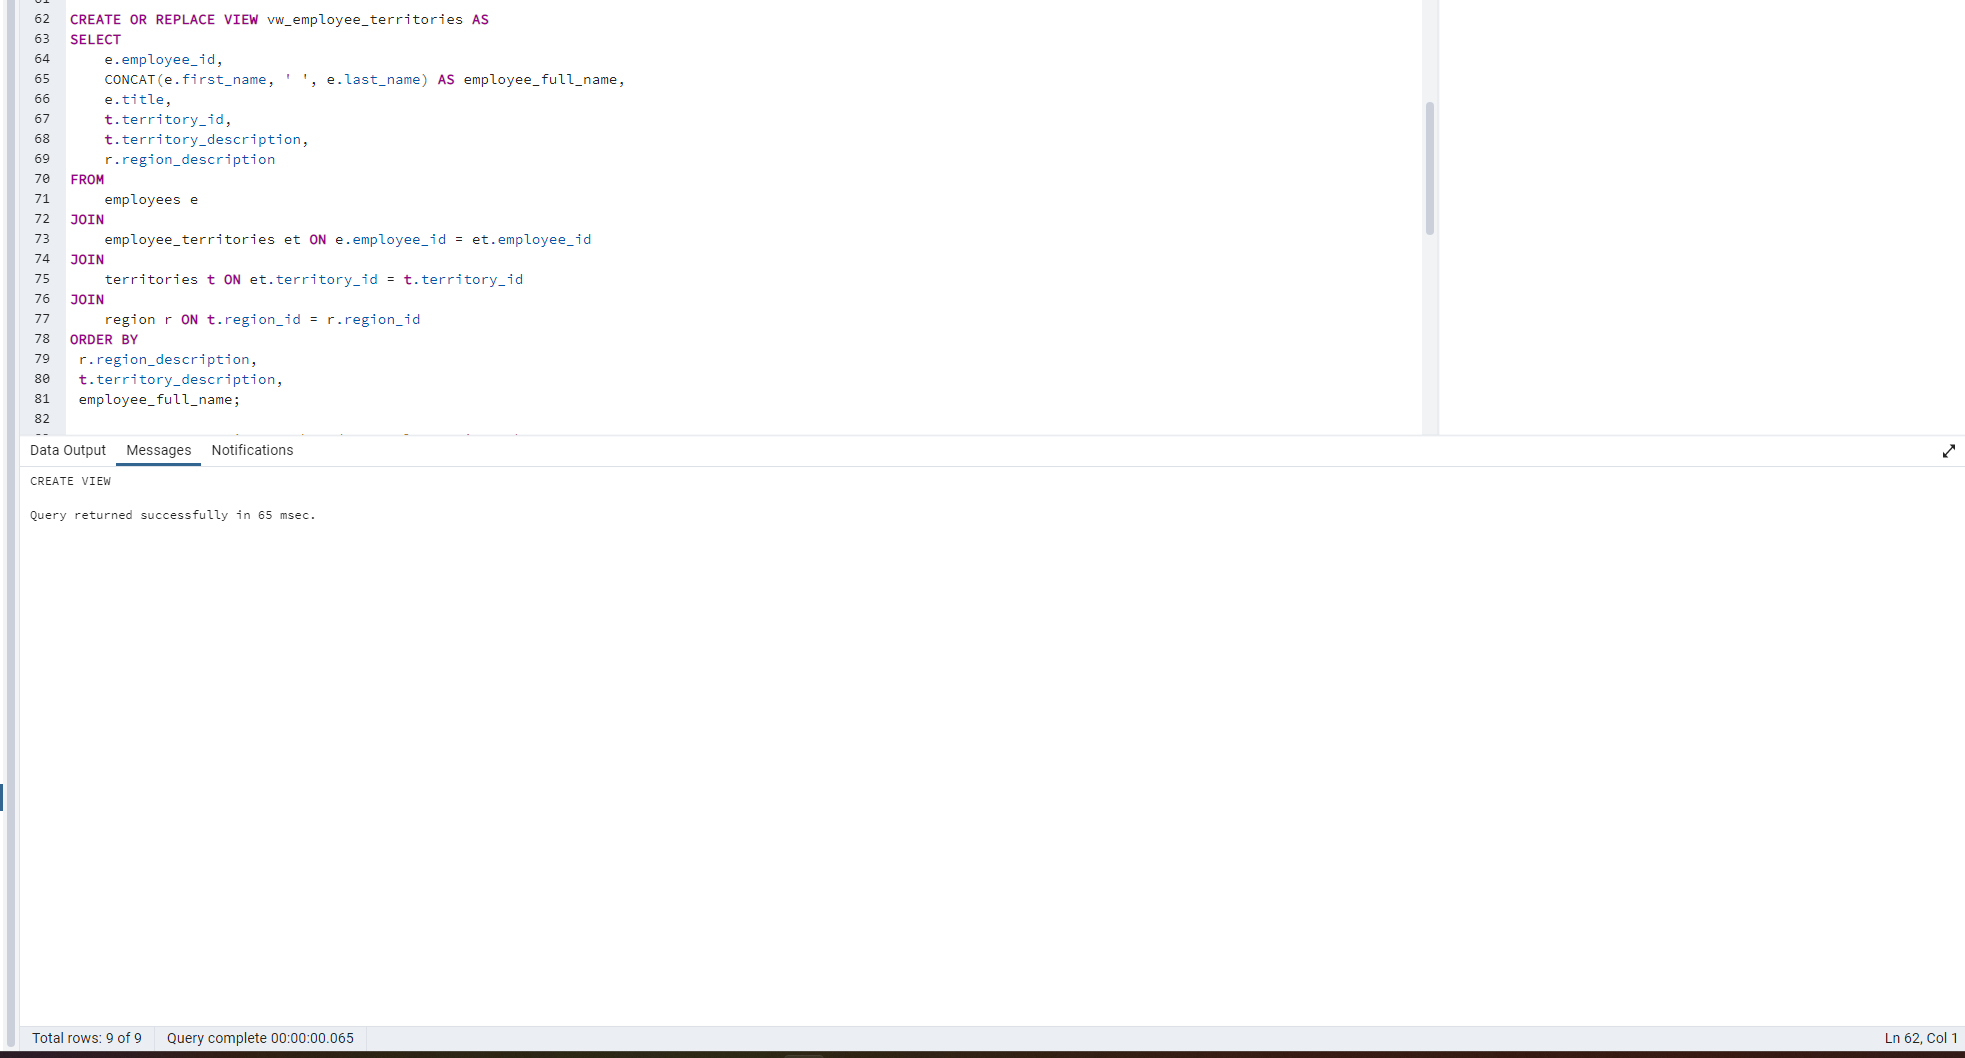 62 CREATE OR REPLACE VIEW vw_employee_territories AS
63 SELECT
64 e.employee_id,
65 CONCAT(e.first_name, ' ', e.last_name) AS employee_full_name,
66 e.title,
67 t.territory_id,
68 t.territory_description,
69 r.region_description
70 FROM
71 employees e
72 JOIN
73 employee_territories et ON e.employee_id = et.employee_id
74 JOIN
75 territories t ON et.territory_id = t.territory_id
76 JOIN
77 region r ON t.region_id = r.region_id
78 ORDER BY
79 r.region_description,
80 t.territory_description,
81 employee_full_name;
82
Data Output Messages Notifications
CREATE VIEW
Query returned successfully in 65 msec.
Total rows: 9 of 9 Query complete 00:00:00.065 Ln 62, Col 1